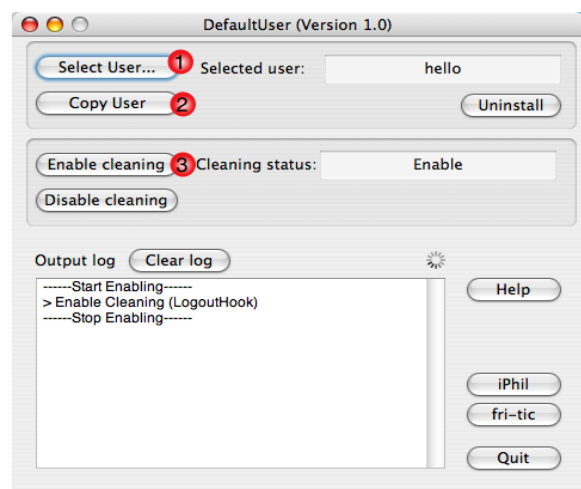 DefaultUser (Version 1.0)
Select User... 1 Selected user: hello
Copy User 2 Uninstall
Enable cleaning 3 Cleaning status: Enable
Disable cleaning
Output log Clear log
------Start Enabling------
> Enable Cleaning (LogoutHook)
------Stop Enabling------
Help
iPhil
fri-tic
Quit